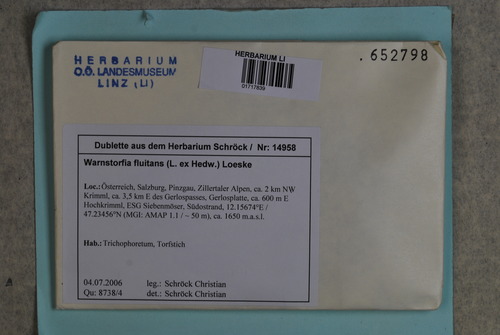 HERBARIUM
O.Ö. LANDESMUSEUM
LINZ (LI)
HERBARIUM LI
01717839
.652798
Dublette aus dem Herbarium Schröck / Nr: 14958
Warnstorfia fluitans (L. ex Hedw.) Loeske
Loc.: Österreich, Salzburg, Pinzgau, Zillertaler Alpen, ca. 2 km NW
Krimml, ca. 3,5 km E des Gerlospasses, Gerlosplatte, ca. 600 m E
Hochkrimml, ESG Siebenmöser, Südostrand, 12.15674°E /
47.23456°N (MGI: AMAP 1.1 / ~ 50 m), ca. 1650 m.a.s.l.
Hab.: Trichophoretum, Torfstich
04.07.2006 leg.: Schröck Christian
Qu: 8738/4 det.: Schröck Christian